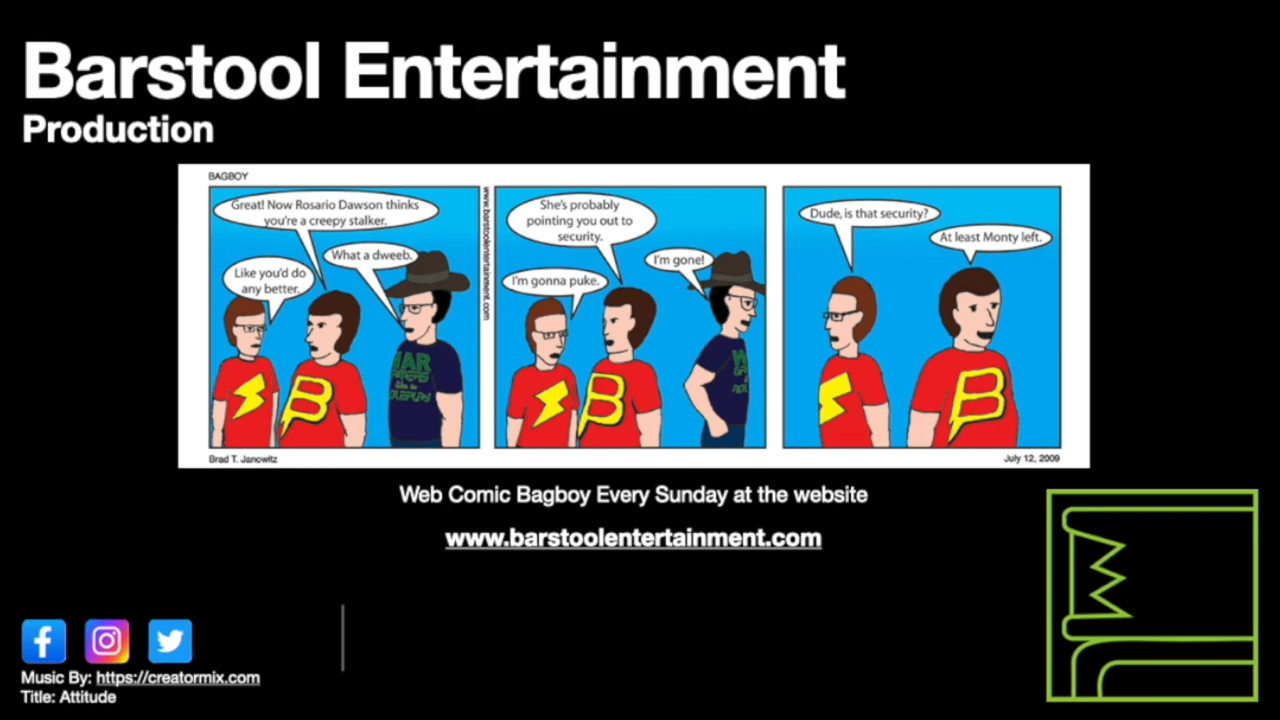 Barstool Entertainment
Production
BAGBOY
Great! Now Rosario Dawson thinks
you're a creepy stalker.
What a dweeb.
Like you'd do
any better.
www.barstoolentertainment.com
She's probably
pointing you out to
security.
I'm gonna puke.
I'm gone!
Dude, is that security?
At least Monty left.
Brad T. Janowitz
July 12, 2009
Web Comic Bagboy Every Sunday at the website
www.barstoolentertainment.com
Music By: https://creatormix.com
Title: Attitude